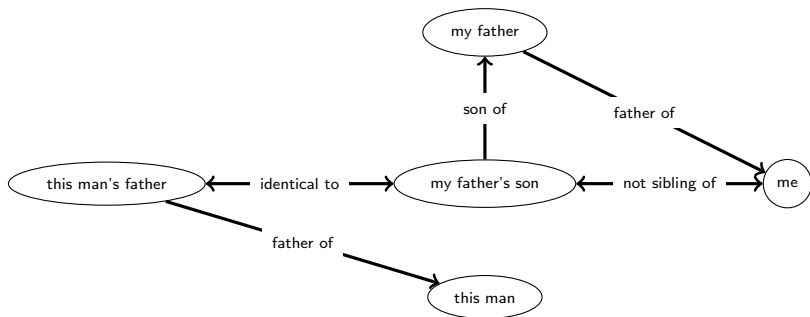 my father
son of
father of
this man's father
identical to
my father's son
not sibling of
me
father of
this man